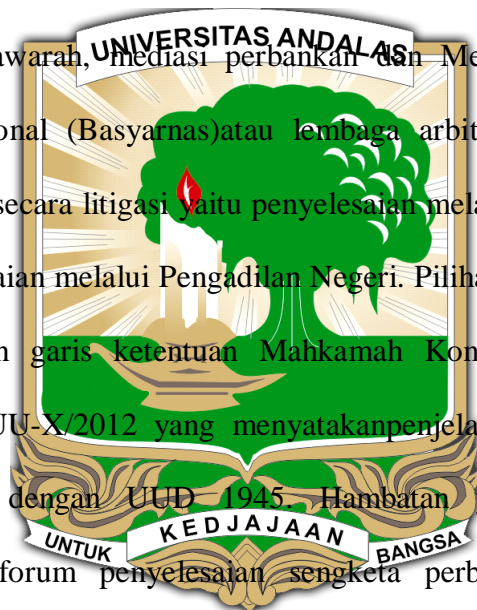 UNIVERSITAS ANDALAS
awarah, mediasi perbankan dan Me
onal (Basyarnas)atau lembaga arbit
secara litigasi yaitu penyelesaian mela
aian melalui Pengadilan Negeri. Piliha
n garis ketentuan Mahkamah Kon
UU-X/2012 yang menyatakanpenjela
dengan UUD 1945. Hambatan
UNTUK KEDJAJAAN BANGSA
forum penyelesaian sengketa perb